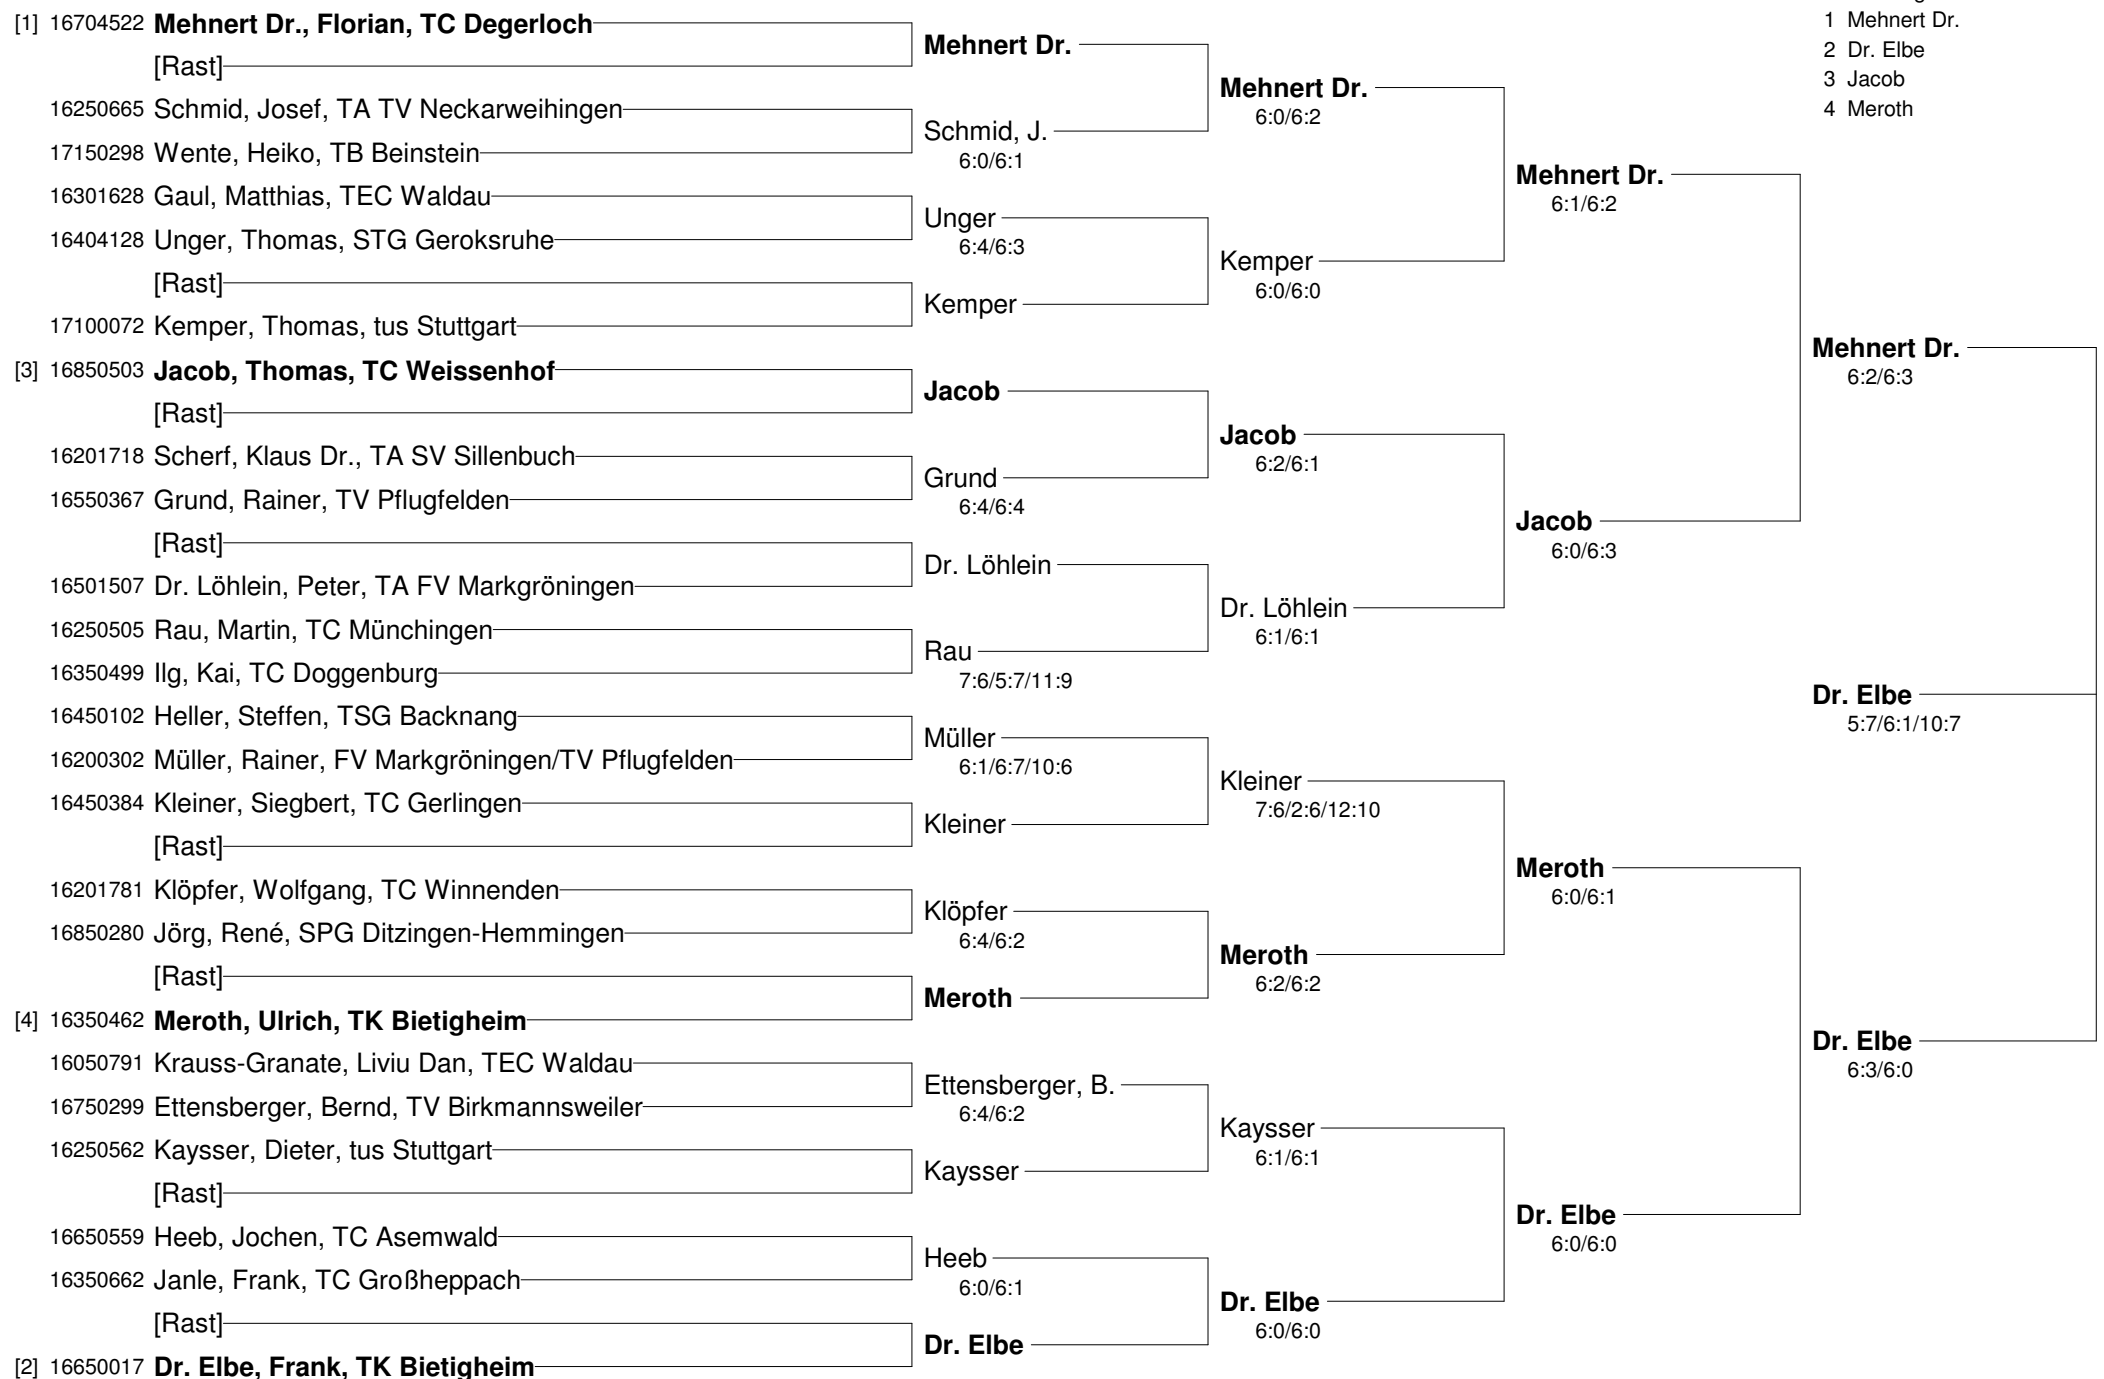 [1] 16704522 Mehnert Dr., Florian, TC Degerloch
[Rast]
16250665 Schmid, Josef, TA TV Neckarweihingen
17150298 Wente, Heiko, TB Beinstein
16301628 Gaul, Matthias, TEC Waldau
16404128 Unger, Thomas, STG Geroksruhe
[Rast]
17100072 Kemper, Thomas, tus Stuttgart
[3] 16850503 Jacob, Thomas, TC Weissenhof
[Rast]
16201718 Scherf, Klaus Dr., TA SV Sillenbuch
16550367 Grund, Rainer, TV Pflugfelden
[Rast]
16501507 Dr. Löhlein, Peter, TA FV Markgröningen
16250505 Rau, Martin, TC Münchingen
16350499 Ilg, Kai, TC Doggenburg
16450102 Heller, Steffen, TSG Backnang
16200302 Müller, Rainer, FV Markgröningen/TV Pflugfelden
16450384 Kleiner, Siegbert, TC Gerlingen
[Rast]
16201781 Klöpfer, Wolfgang, TC Winnenden
16850280 Jörg, René, SPG Ditzingen-Hemmingen
[Rast]
[4] 16350462 Meroth, Ulrich, TK Bietigheim
16050791 Krauss-Granate, Liviu Dan, TEC Waldau
16750299 Ettensberger, Bernd, TV Birkmannsweiler
16250562 Kaysser, Dieter, tus Stuttgart
[Rast]
16650559 Heeb, Jochen, TC Asemwald
16350662 Janle, Frank, TC Großheppach
[Rast]
[2] 16650017 Dr. Elbe, Frank, TK Bietigheim
Mehnert Dr.
Schmid, J.
6:0/6:1
Unger
6:4/6:3
Kemper
Jacob
Grund
6:4/6:4
Dr. Löhlein
Rau
7:6/5:7/11:9
Müller
6:1/6:7/10:6
Kleiner
Klöpfer
6:4/6:2
Meroth
Ettensberger, B.
6:4/6:2
Kaysser
Heeb
6:0/6:1
Dr. Elbe
Mehnert Dr.
6:0/6:2
Kemper
6:0/6:0
Jacob
6:2/6:1
Dr. Löhlein
6:1/6:1
Kleiner
7:6/2:6/12:10
Meroth
6:2/6:2
Kaysser
6:1/6:1
Dr. Elbe
6:0/6:0
Mehnert Dr.
6:1/6:2
Jacob
6:0/6:3
Meroth
6:0/6:1
Dr. Elbe
6:0/6:0
1 Mehnert Dr.
2 Dr. Elbe
3 Jacob
4 Meroth
Mehnert Dr.
6:2/6:3
Dr. Elbe
5:7/6:1/10:7
Dr. Elbe
6:3/6:0